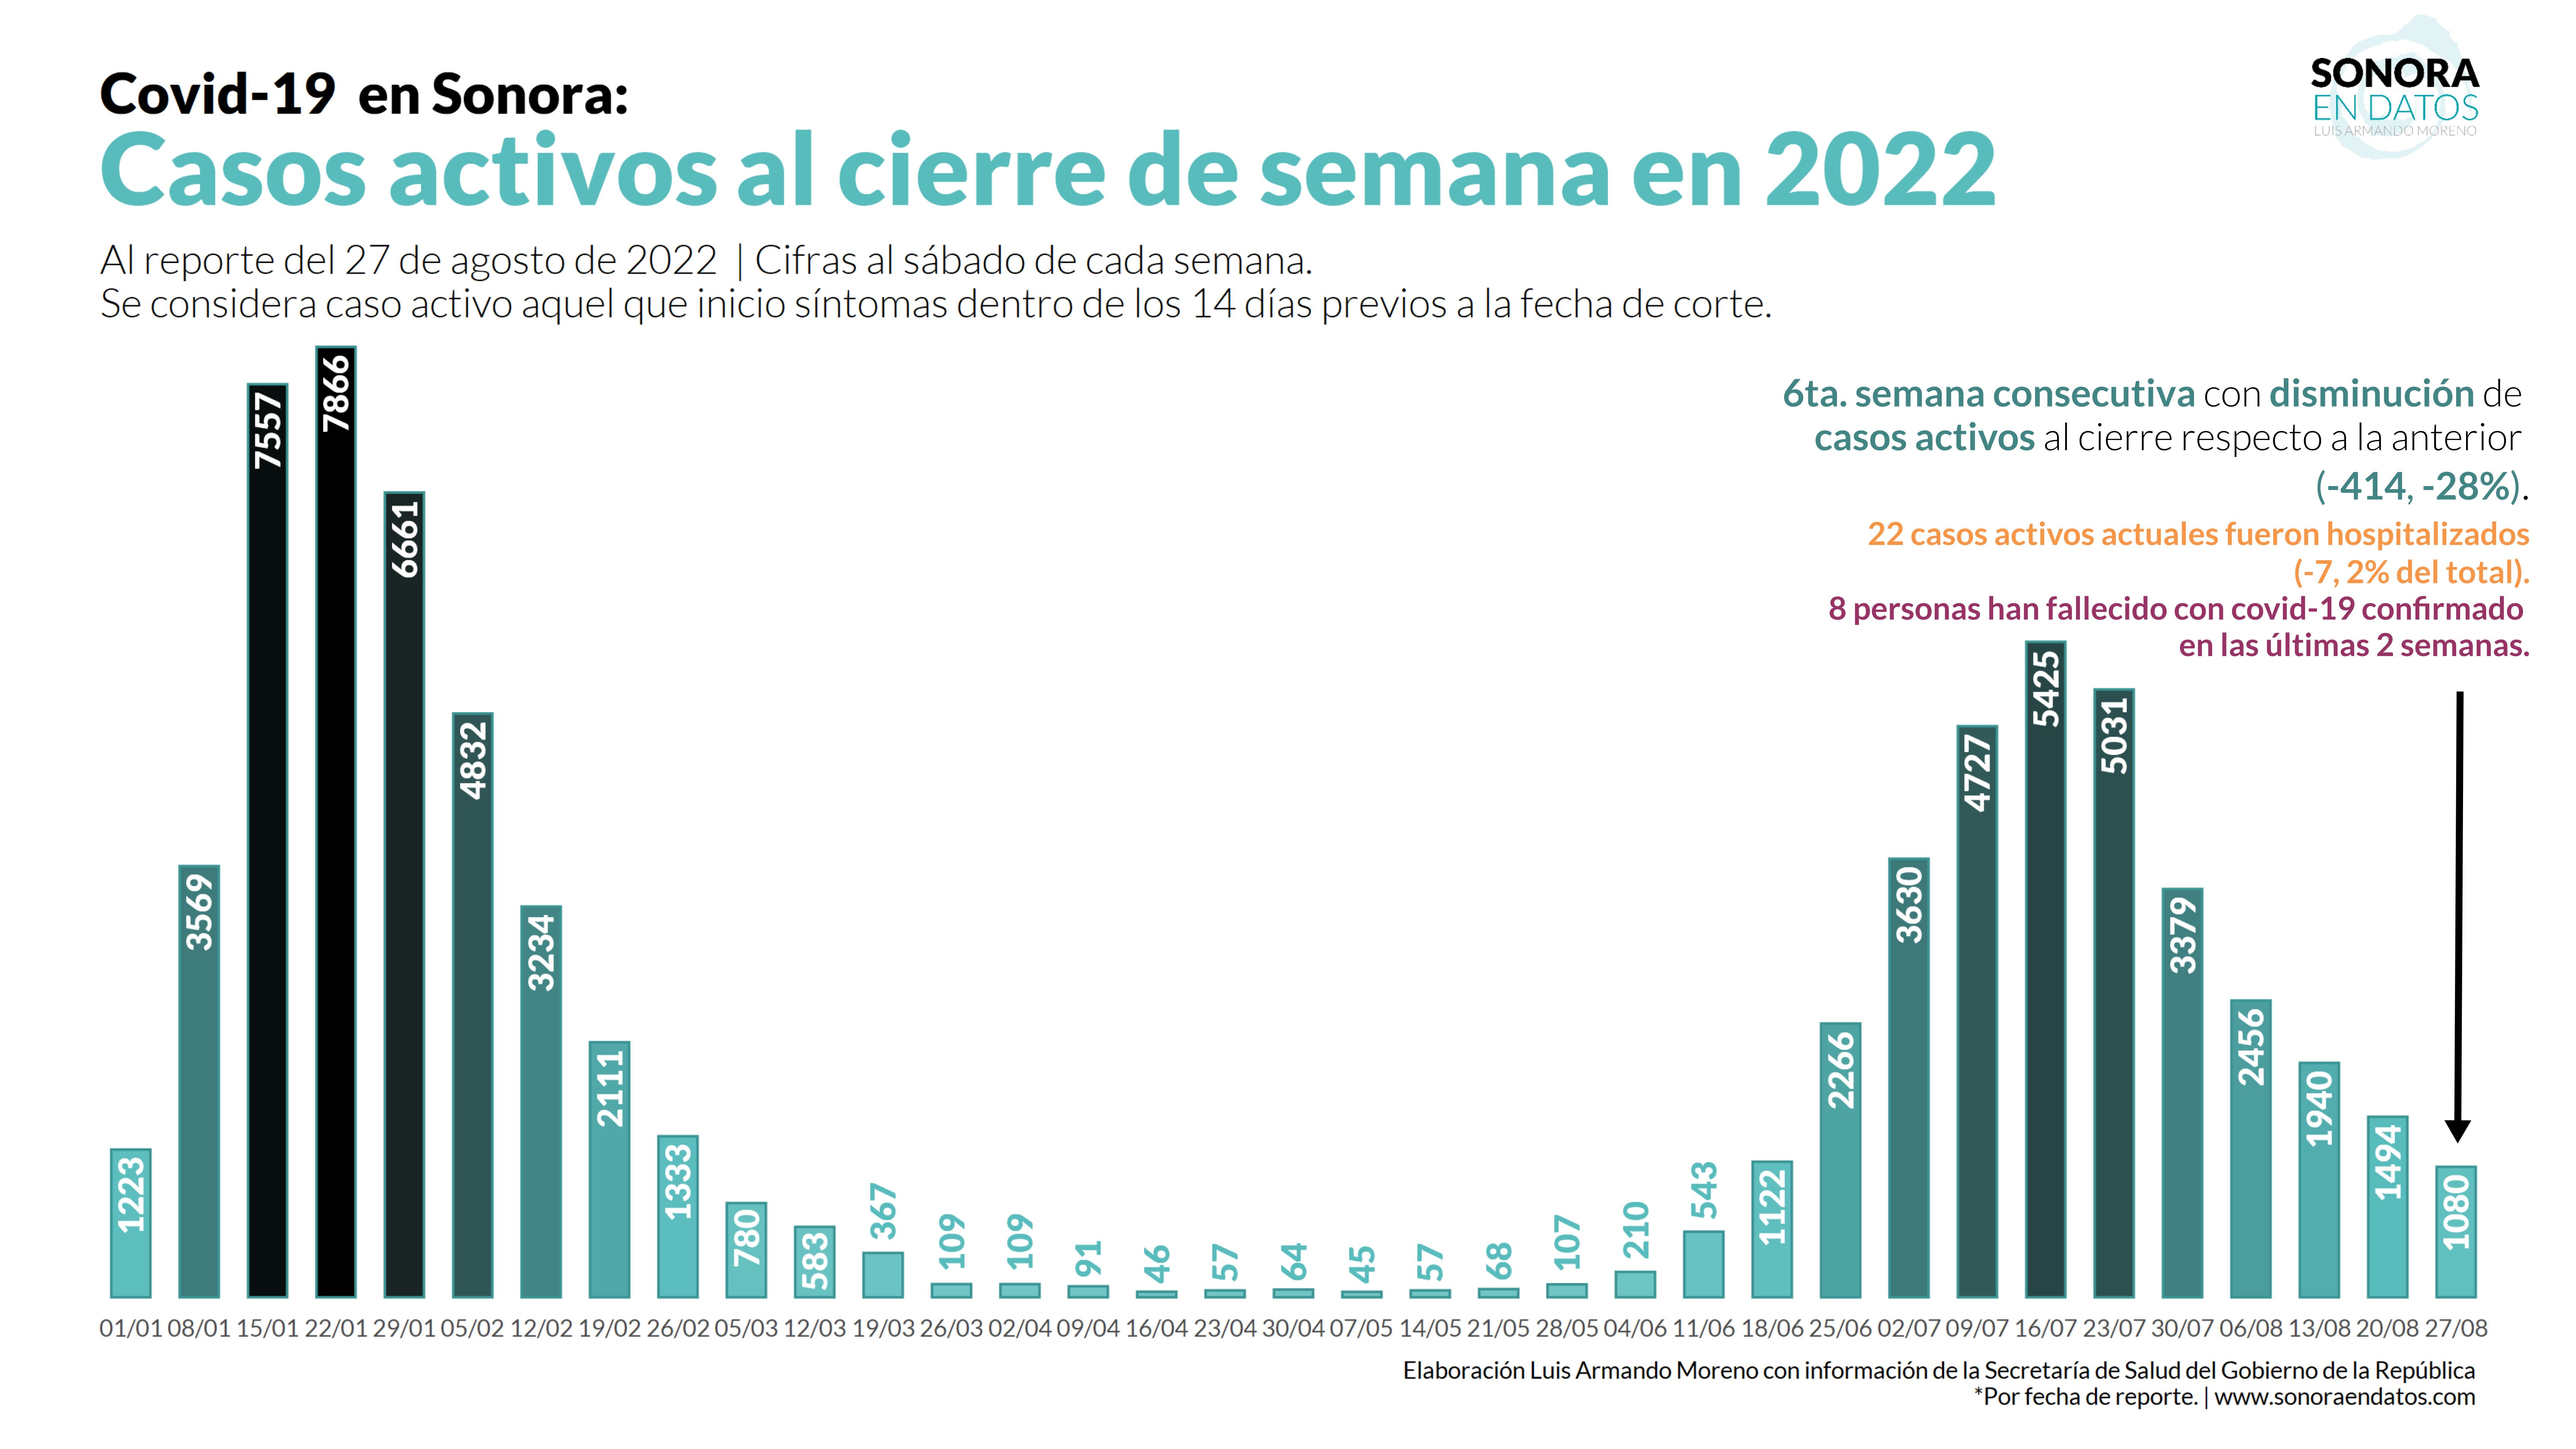 SONORA
EN DATOS
LUIS ARMANDO MORENO
Covid-19 en Sonora:
Casos activos al cierre de semana en 2022
Al reporte del 27 de agosto de 2022 | Cifras al sábado de cada semana.
Se considera caso activo aquel que inicio síntomas dentro de los 14 días previos a la fecha de corte.
6ta. semana consecutiva con disminución de
casos activos al cierre respecto a la anterior
(-414, -28%).
22 casos activos actuales fueron hospitalizados
(-7, 2% del total).
8 personas han fallecido con covid-19 confirmado
en las últimas 2 semanas.
1223 3569 7557 7866 6661 4832 3234 2111 1333 780 583 367 109 109 91 46 57 64 45 57 68 107 210 543 1122 2266 3630 4727 5425 5031 3379 2456 1940 1494 1080
01/01 08/01 15/01 22/01 29/01 05/02 12/02 19/02 26/02 05/03 12/03 19/03 26/03 02/04 09/04 16/04 23/04 30/04 07/05 14/05 21/05 28/05 04/06 11/06 18/06 25/06 02/07 09/07 16/07 23/07 30/07 06/08 13/08 20/08 27/08
Elaboración Luis Armando Moreno con información de la Secretaría de Salud del Gobierno de la República
*Por fecha de reporte. | www.sonoraendatos.com